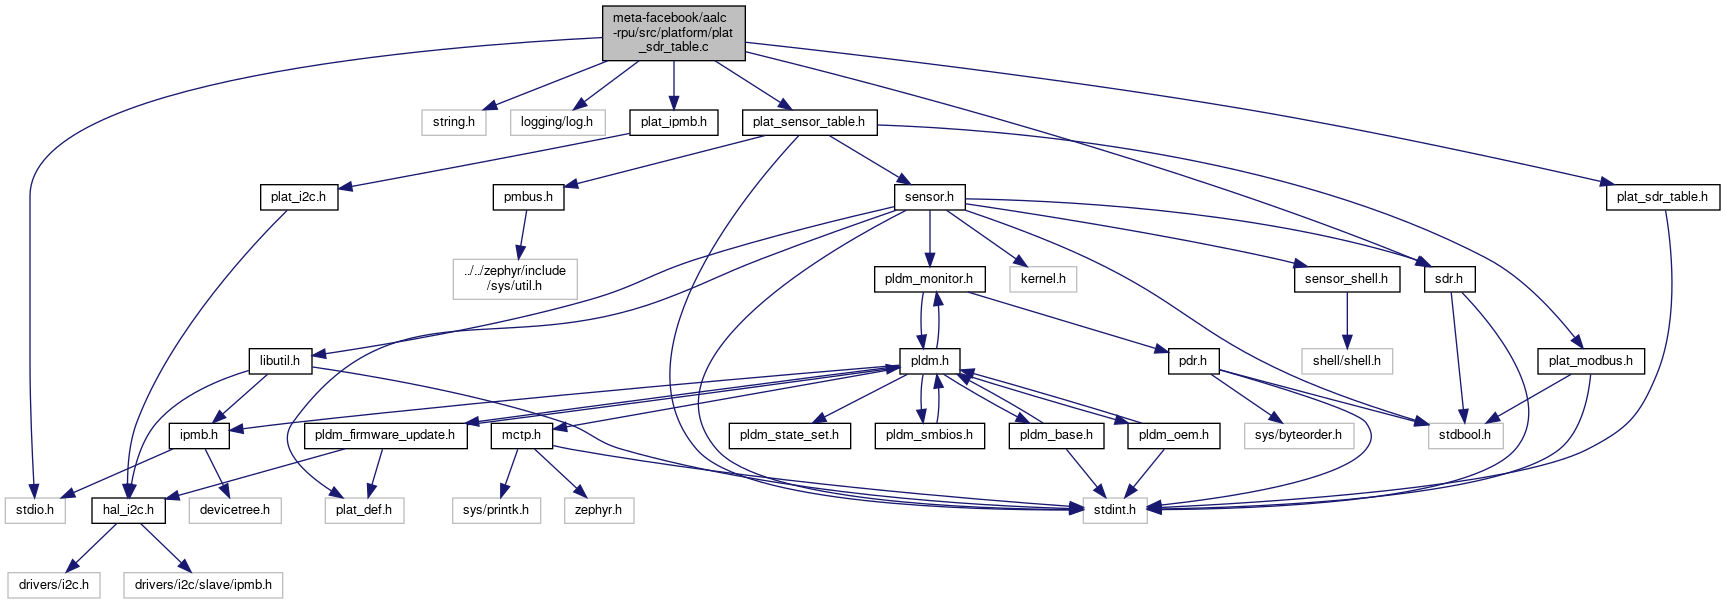 meta-facebook/aalc
-rpu/src/platform/plat
_sdr_table.c
string.h
logging/log.h
plat_ipmb.h
plat_sensor_table.h
plat_i2c.h
pmbus.h
sensor.h
plat_sdr_table.h
../../zephyr/include
/sys/util.h
pldm_monitor.h
kernel.h
sensor_shell.h
sdr.h
libutil.h
pldm.h
pdr.h
shell/shell.h
plat_modbus.h
ipmb.h
pldm_firmware_update.h
mctp.h
pldm_state_set.h
pldm_smbios.h
pldm_base.h
pldm_oem.h
sys/byteorder.h
stdbool.h
stdio.h
hal_i2c.h
devicetree.h
plat_def.h
sys/printk.h
zephyr.h
stdint.h
drivers/i2c.h
drivers/i2c/slave/ipmb.h